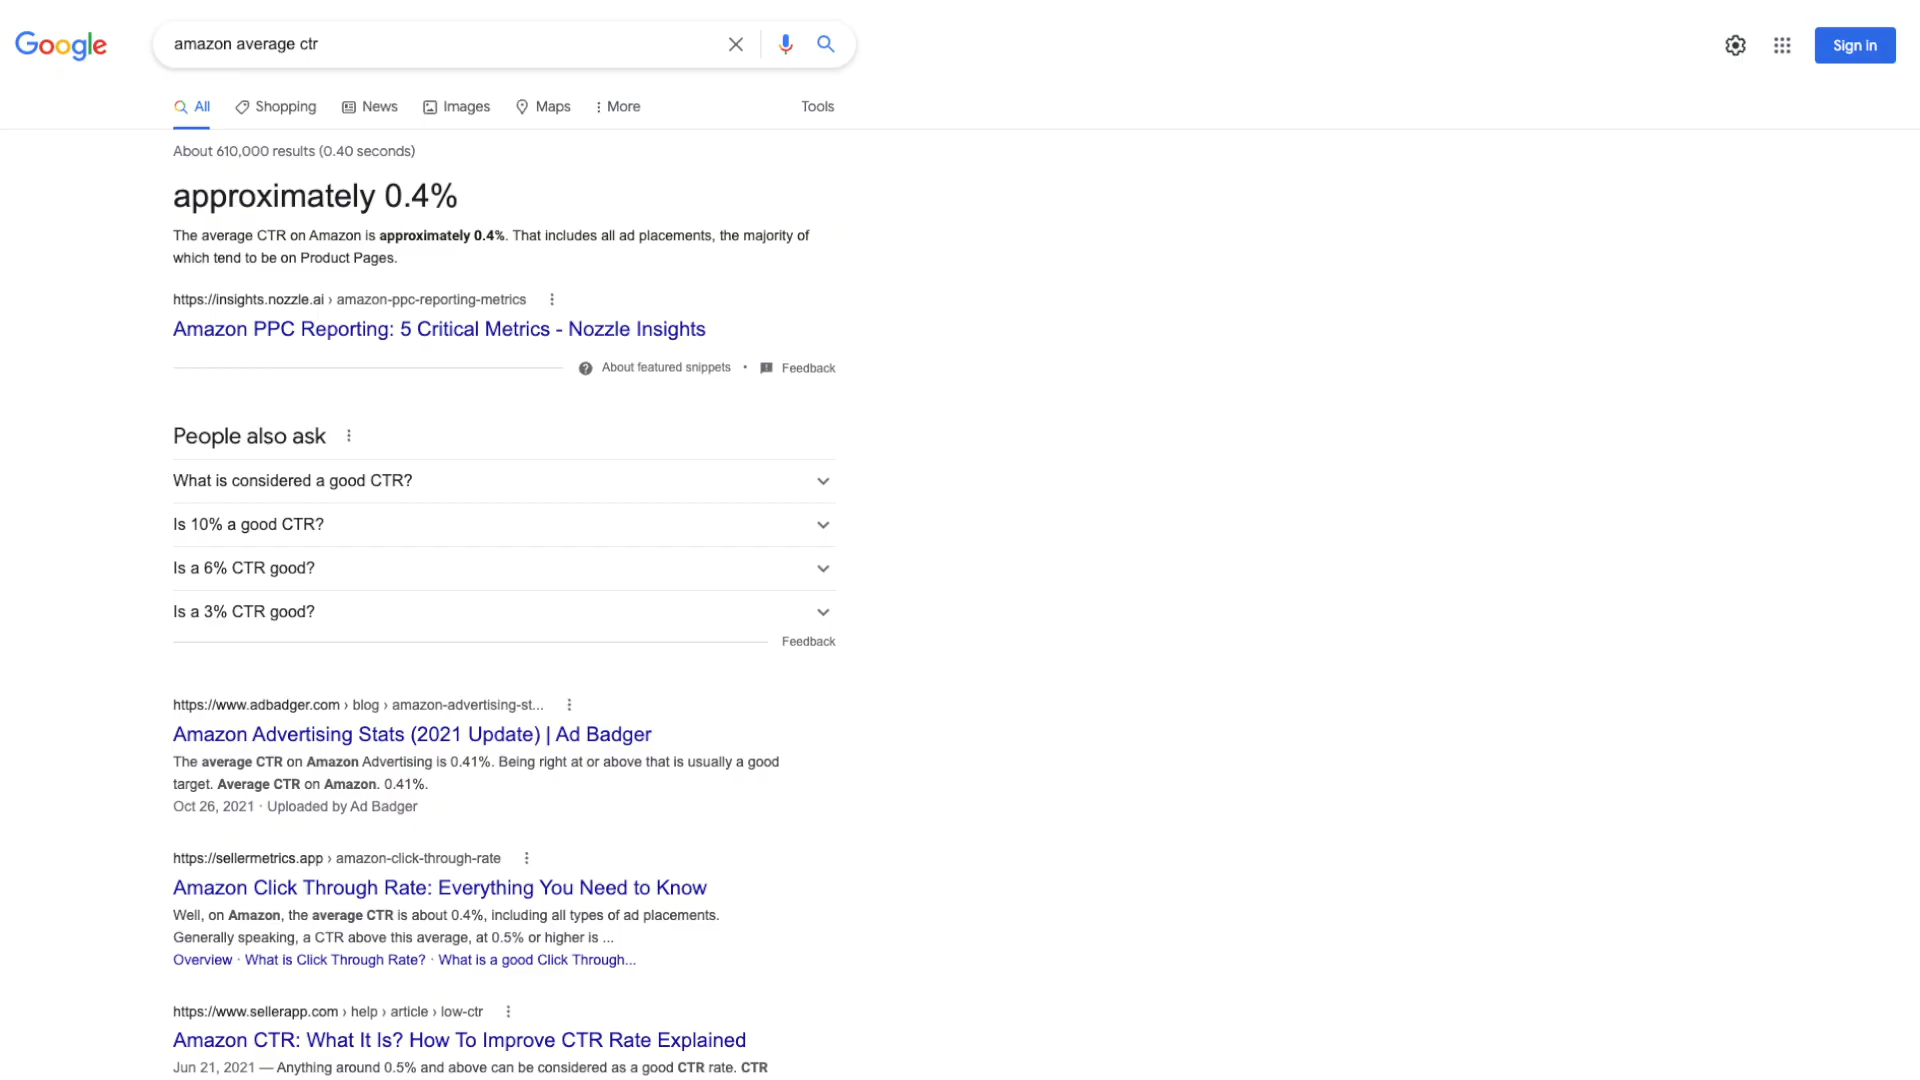 Google
amazon average ctr
Sign in
All
Shopping
News
Images
Maps
More
Tools
About 610,000 results (0.40 seconds)
approximately 0.4%
The average CTR on Amazon is approximately 0.4%. That includes all ad placements, the majority of
which tend to be on Product Pages.
https://insights.nozzle.ai › amazon-ppc-reporting-metrics
Amazon PPC Reporting: 5 Critical Metrics - Nozzle Insights
About featured snippets • Feedback
People also ask
What is considered a good CTR?
Is 10% a good CTR?
Is a 6% CTR good?
Is a 3% CTR good?
Feedback
https://www.adbadger.com › blog › amazon-advertising-st...
Amazon Advertising Stats (2021 Update) | Ad Badger
The average CTR on Amazon Advertising is 0.41%. Being right at or above that is usually a good
target. Average CTR on Amazon. 0.41%.
Oct 26, 2021 · Uploaded by Ad Badger
https://sellermetrics.app › amazon-click-through-rate
Amazon Click Through Rate: Everything You Need to Know
Well, on Amazon, the average CTR is about 0.4%, including all types of ad placements.
Generally speaking, a CTR above this average, at 0.5% or higher is ...
Overview · What is Click Through Rate? · What is a good Click Through...
https://www.sellerapp.com › help › article › low-ctr
Amazon CTR: What It Is? How To Improve CTR Rate Explained
Jun 21, 2021 — Anything around 0.5% and above can be considered as a good CTR rate. CTR